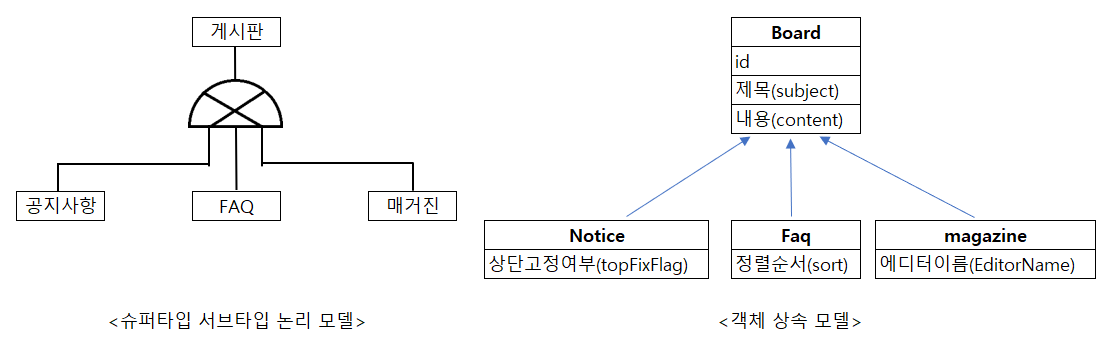 게시판
공지사항
FAQ
매거진
<슈퍼타입 서브타입 논리 모델>
Board
id
제목(subject)
내용(content)
Notice
상단고정여부(topFixFlag)
Faq
정렬순서(sort)
magazine
에디터이름(EditorName)
<객체 상속 모델>